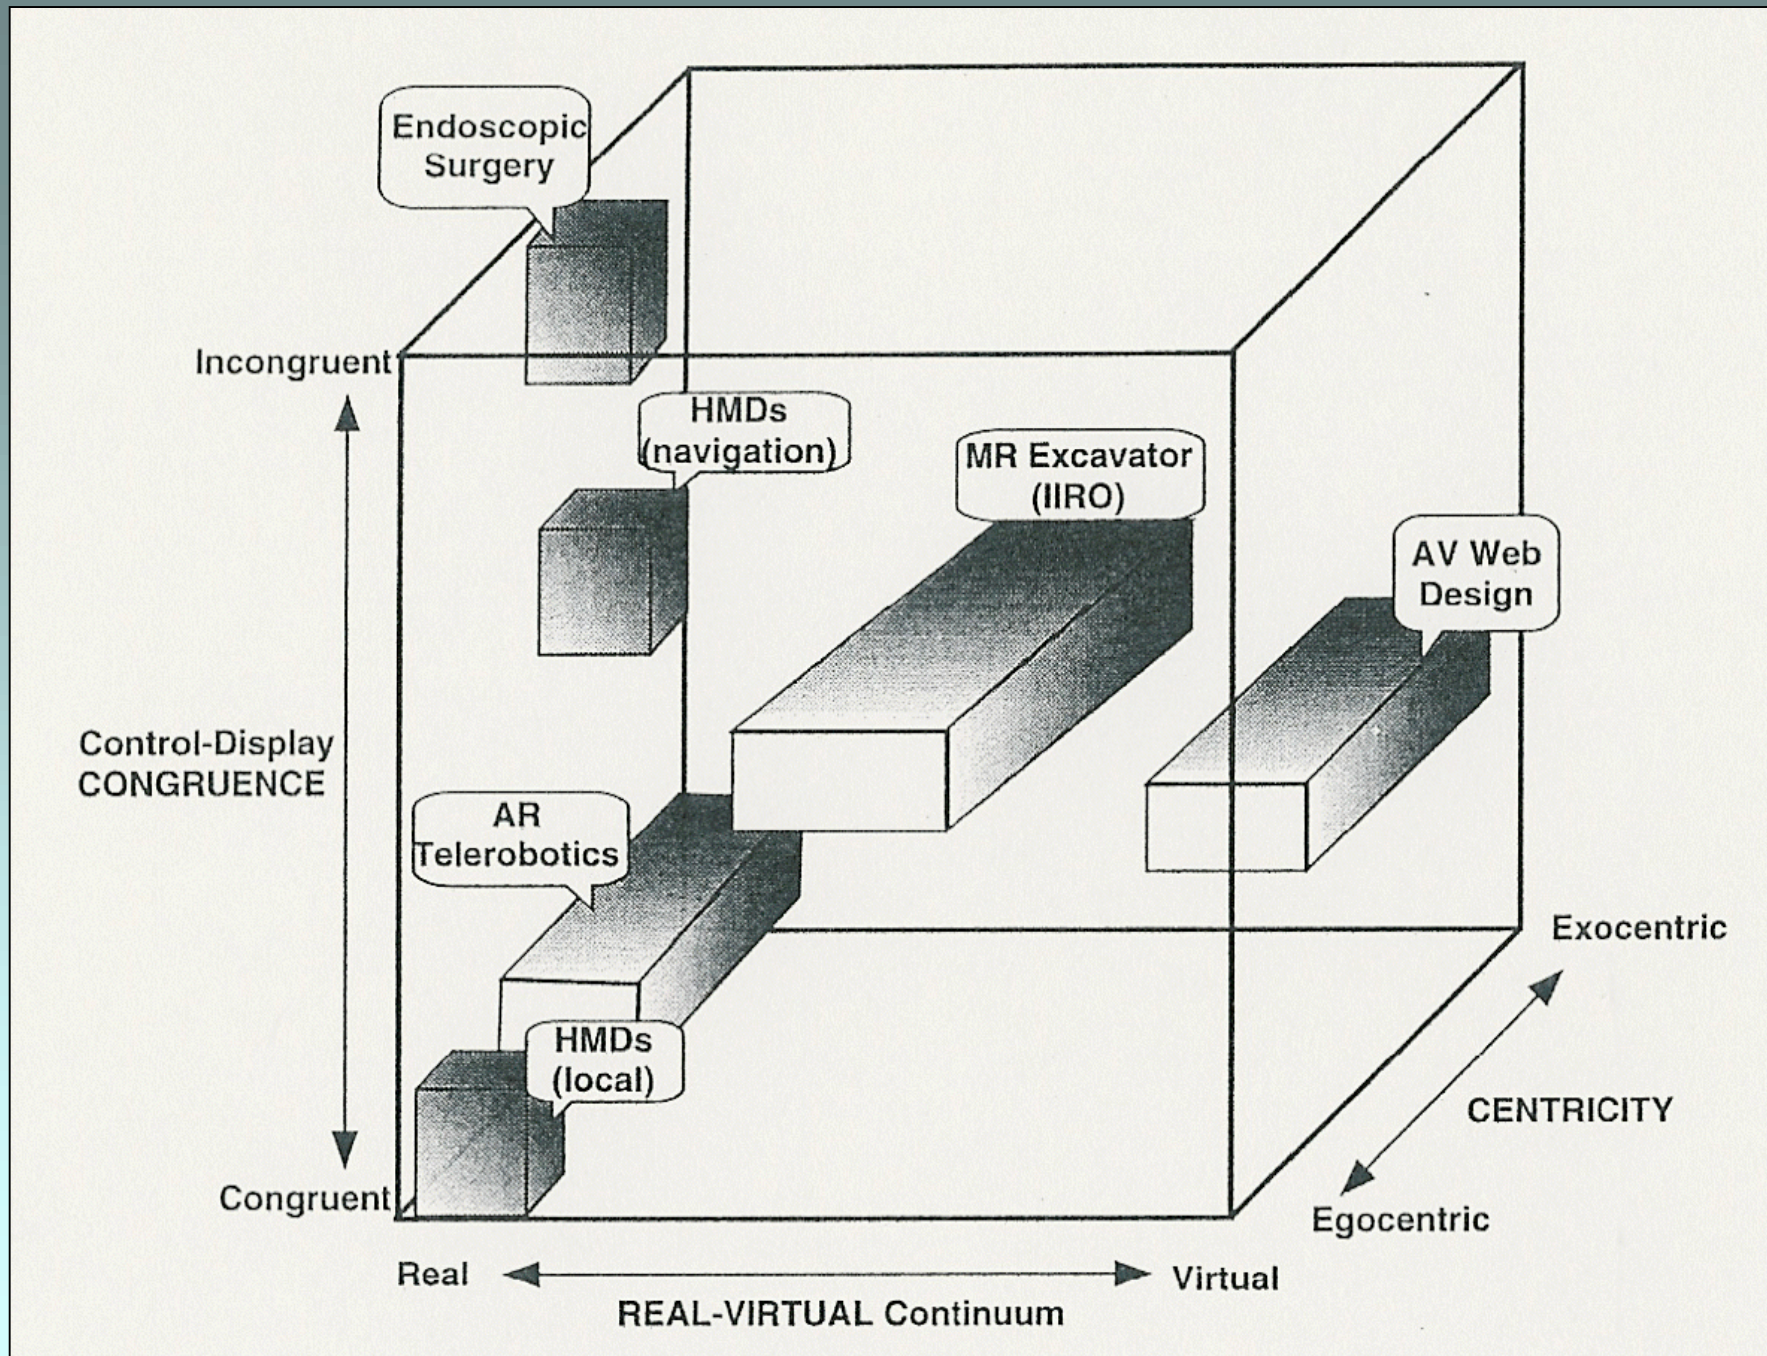 Endoscopic
Surgery
Incongruent
HMDs
(navigation)
MR Excavator
(IIRO)
AV Web
Design
Control-Display
CONGRUENCE
AR
Telerobotics
Exocentric
HMDs
(local)
CENTRICITY
Congruent
Egocentric
Real
Virtual
REAL-VIRTUAL Continuum